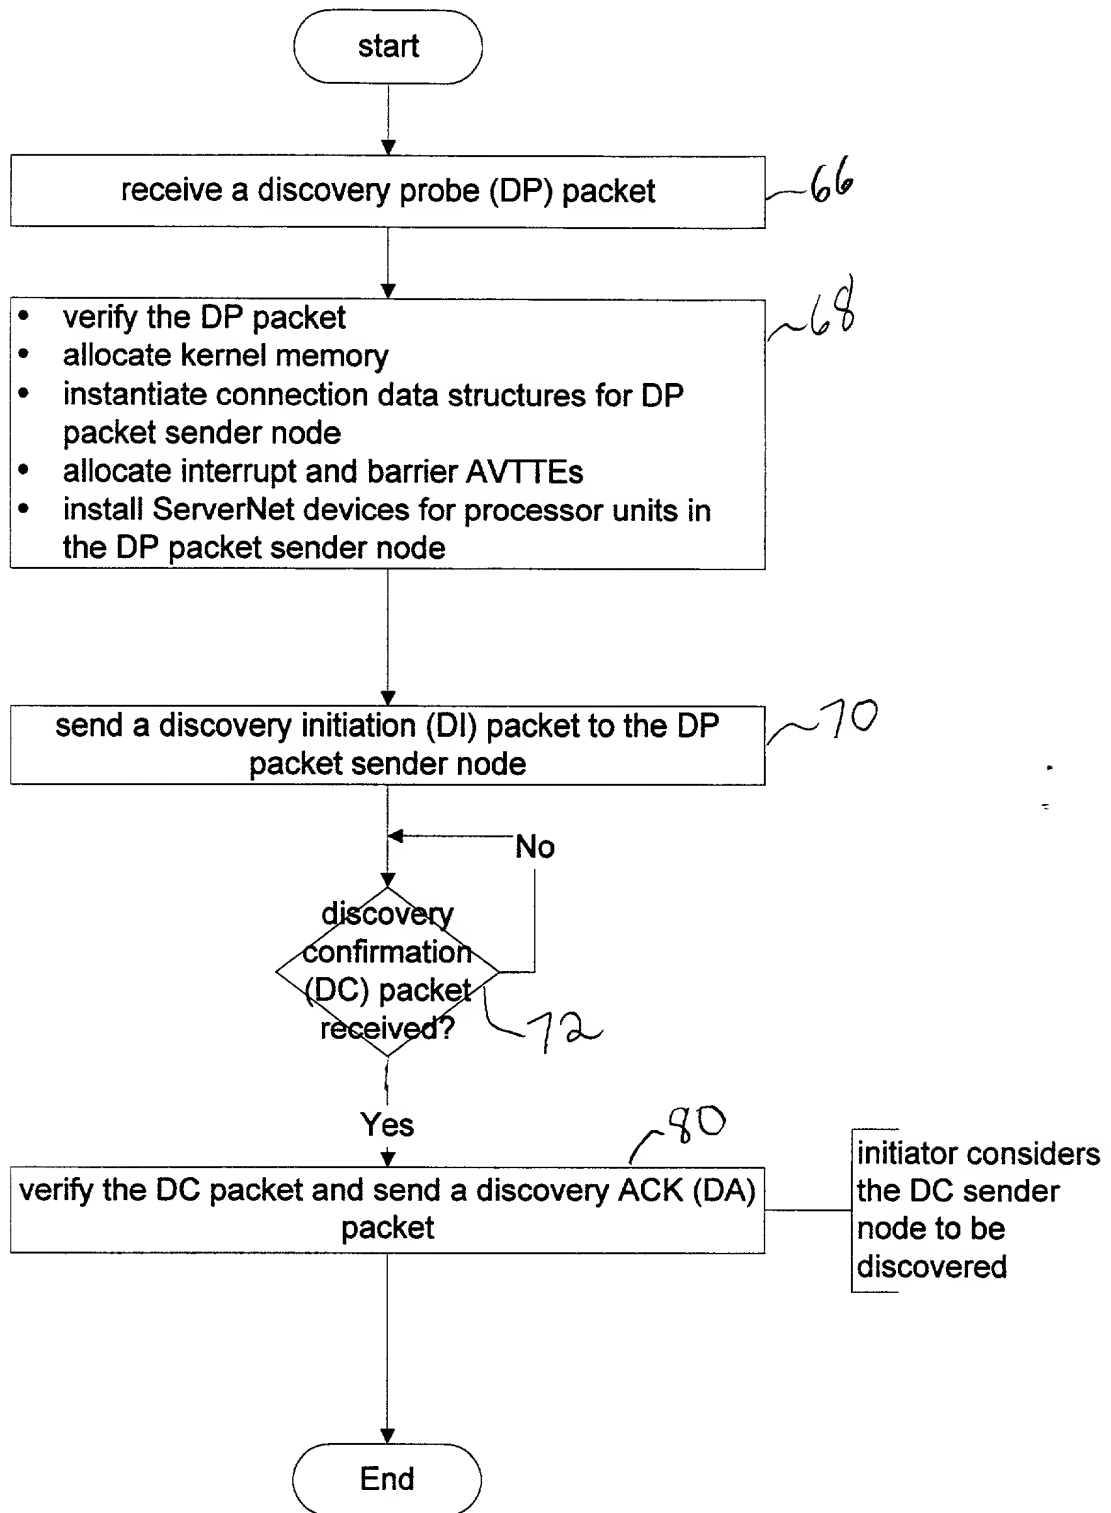 start
receive a discovery probe (DP) packet
66
• verify the DP packet
• allocate kernel memory
• instantiate connection data structures for DP
packet sender node
• allocate interrupt and barrier AVTTEs
• install ServerNet devices for processor units in
the DP packet sender node
68
send a discovery initiation (DI) packet to the DP
packet sender node
70
No
discovery
confirmation
(DC) packet
received?
72
Yes
80
verify the DC packet and send a discovery ACK (DA)
packet
initiator considers
the DC sender
node to be
discovered
End